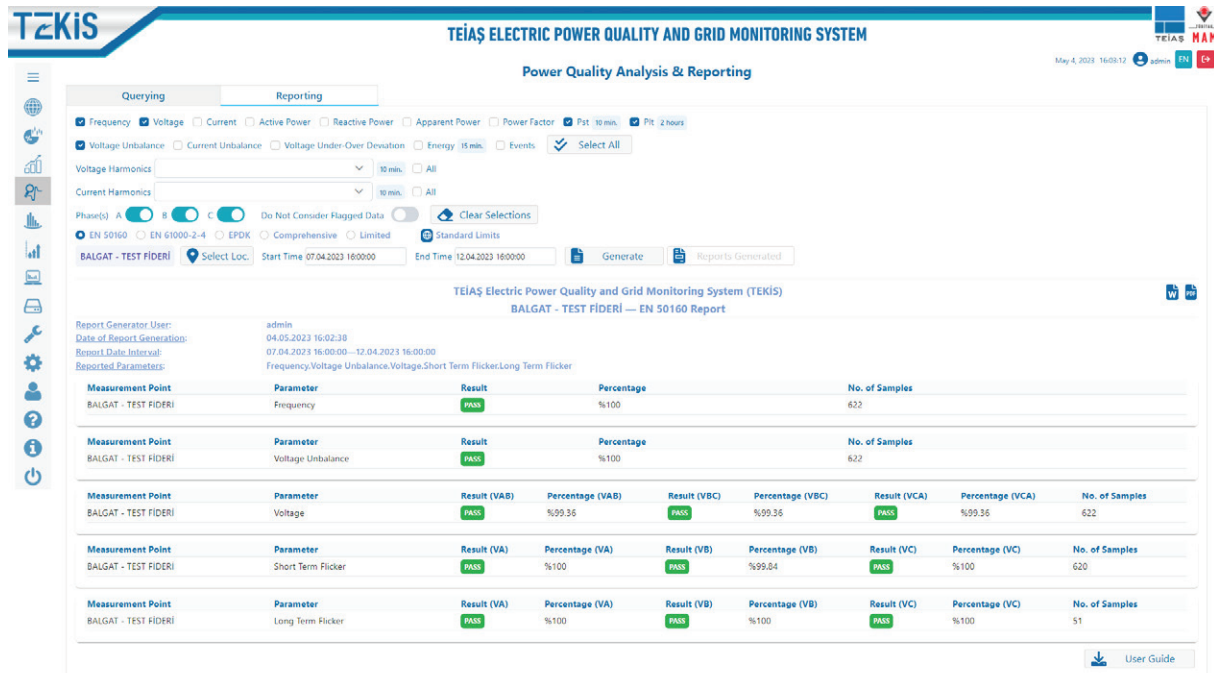 TEKİS
TEİAŞ ELECTRIC POWER QUALITY AND GRID MONITORING SYSTEM
TEİAŞ
MAM
May 4, 2023 16:03:12 admin EN
Power Quality Analysis & Reporting
Querying Reporting
Frequency Voltage Current Active Power Reactive Power Apparent Power Power Factor Pst 10 min. Plt 2 hours
Voltage Unbalance Current Unbalance Voltage Under-Over Deviation Energy 15 min. Events Select All
Voltage Harmonics 10 min. All
Current Harmonics 10 min. All
Phase(s) A B C Do Not Consider Flagged Data Clear Selections
EN 50160 EN 61000-2-4 EPDK Comprehensive Limited Standard Limits
BALGAT - TEST FİDERİ Select Loc. Start Time 07.04.2023 16:00:00 End Time 12.04.2023 16:00:00 Generate Reports Generated
TEİAŞ Electric Power Quality and Grid Monitoring System (TEKİS)
BALGAT - TEST FİDERİ — EN 50160 Report
W PDF
Report Generator User: admin
Date of Report Generation: 04.05.2023 16:02:38
Report Date Interval: 07.04.2023 16:00:00—12.04.2023 16:00:00
Reported Parameters: Frequency,Voltage Unbalance,Voltage,Short Term Flicker,Long Term Flicker
Measurement Point Parameter Result Percentage No. of Samples
BALGAT - TEST FİDERİ Frequency PASS %100 622
Measurement Point Parameter Result Percentage No. of Samples
BALGAT - TEST FİDERİ Voltage Unbalance PASS %100 622
Measurement Point Parameter Result (VAB) Percentage (VAB) Result (VBC) Percentage (VBC) Result (VCA) Percentage (VCA) No. of Samples
BALGAT - TEST FİDERİ Voltage PASS %99.36 PASS %99.36 PASS %99.36 622
Measurement Point Parameter Result (VA) Percentage (VA) Result (VB) Percentage (VB) Result (VC) Percentage (VC) No. of Samples
BALGAT - TEST FİDERİ Short Term Flicker PASS %100 PASS %99.84 PASS %100 620
Measurement Point Parameter Result (VA) Percentage (VA) Result (VB) Percentage (VB) Result (VC) Percentage (VC) No. of Samples
BALGAT - TEST FİDERİ Long Term Flicker PASS %100 PASS %100 PASS %100 51
User Guide